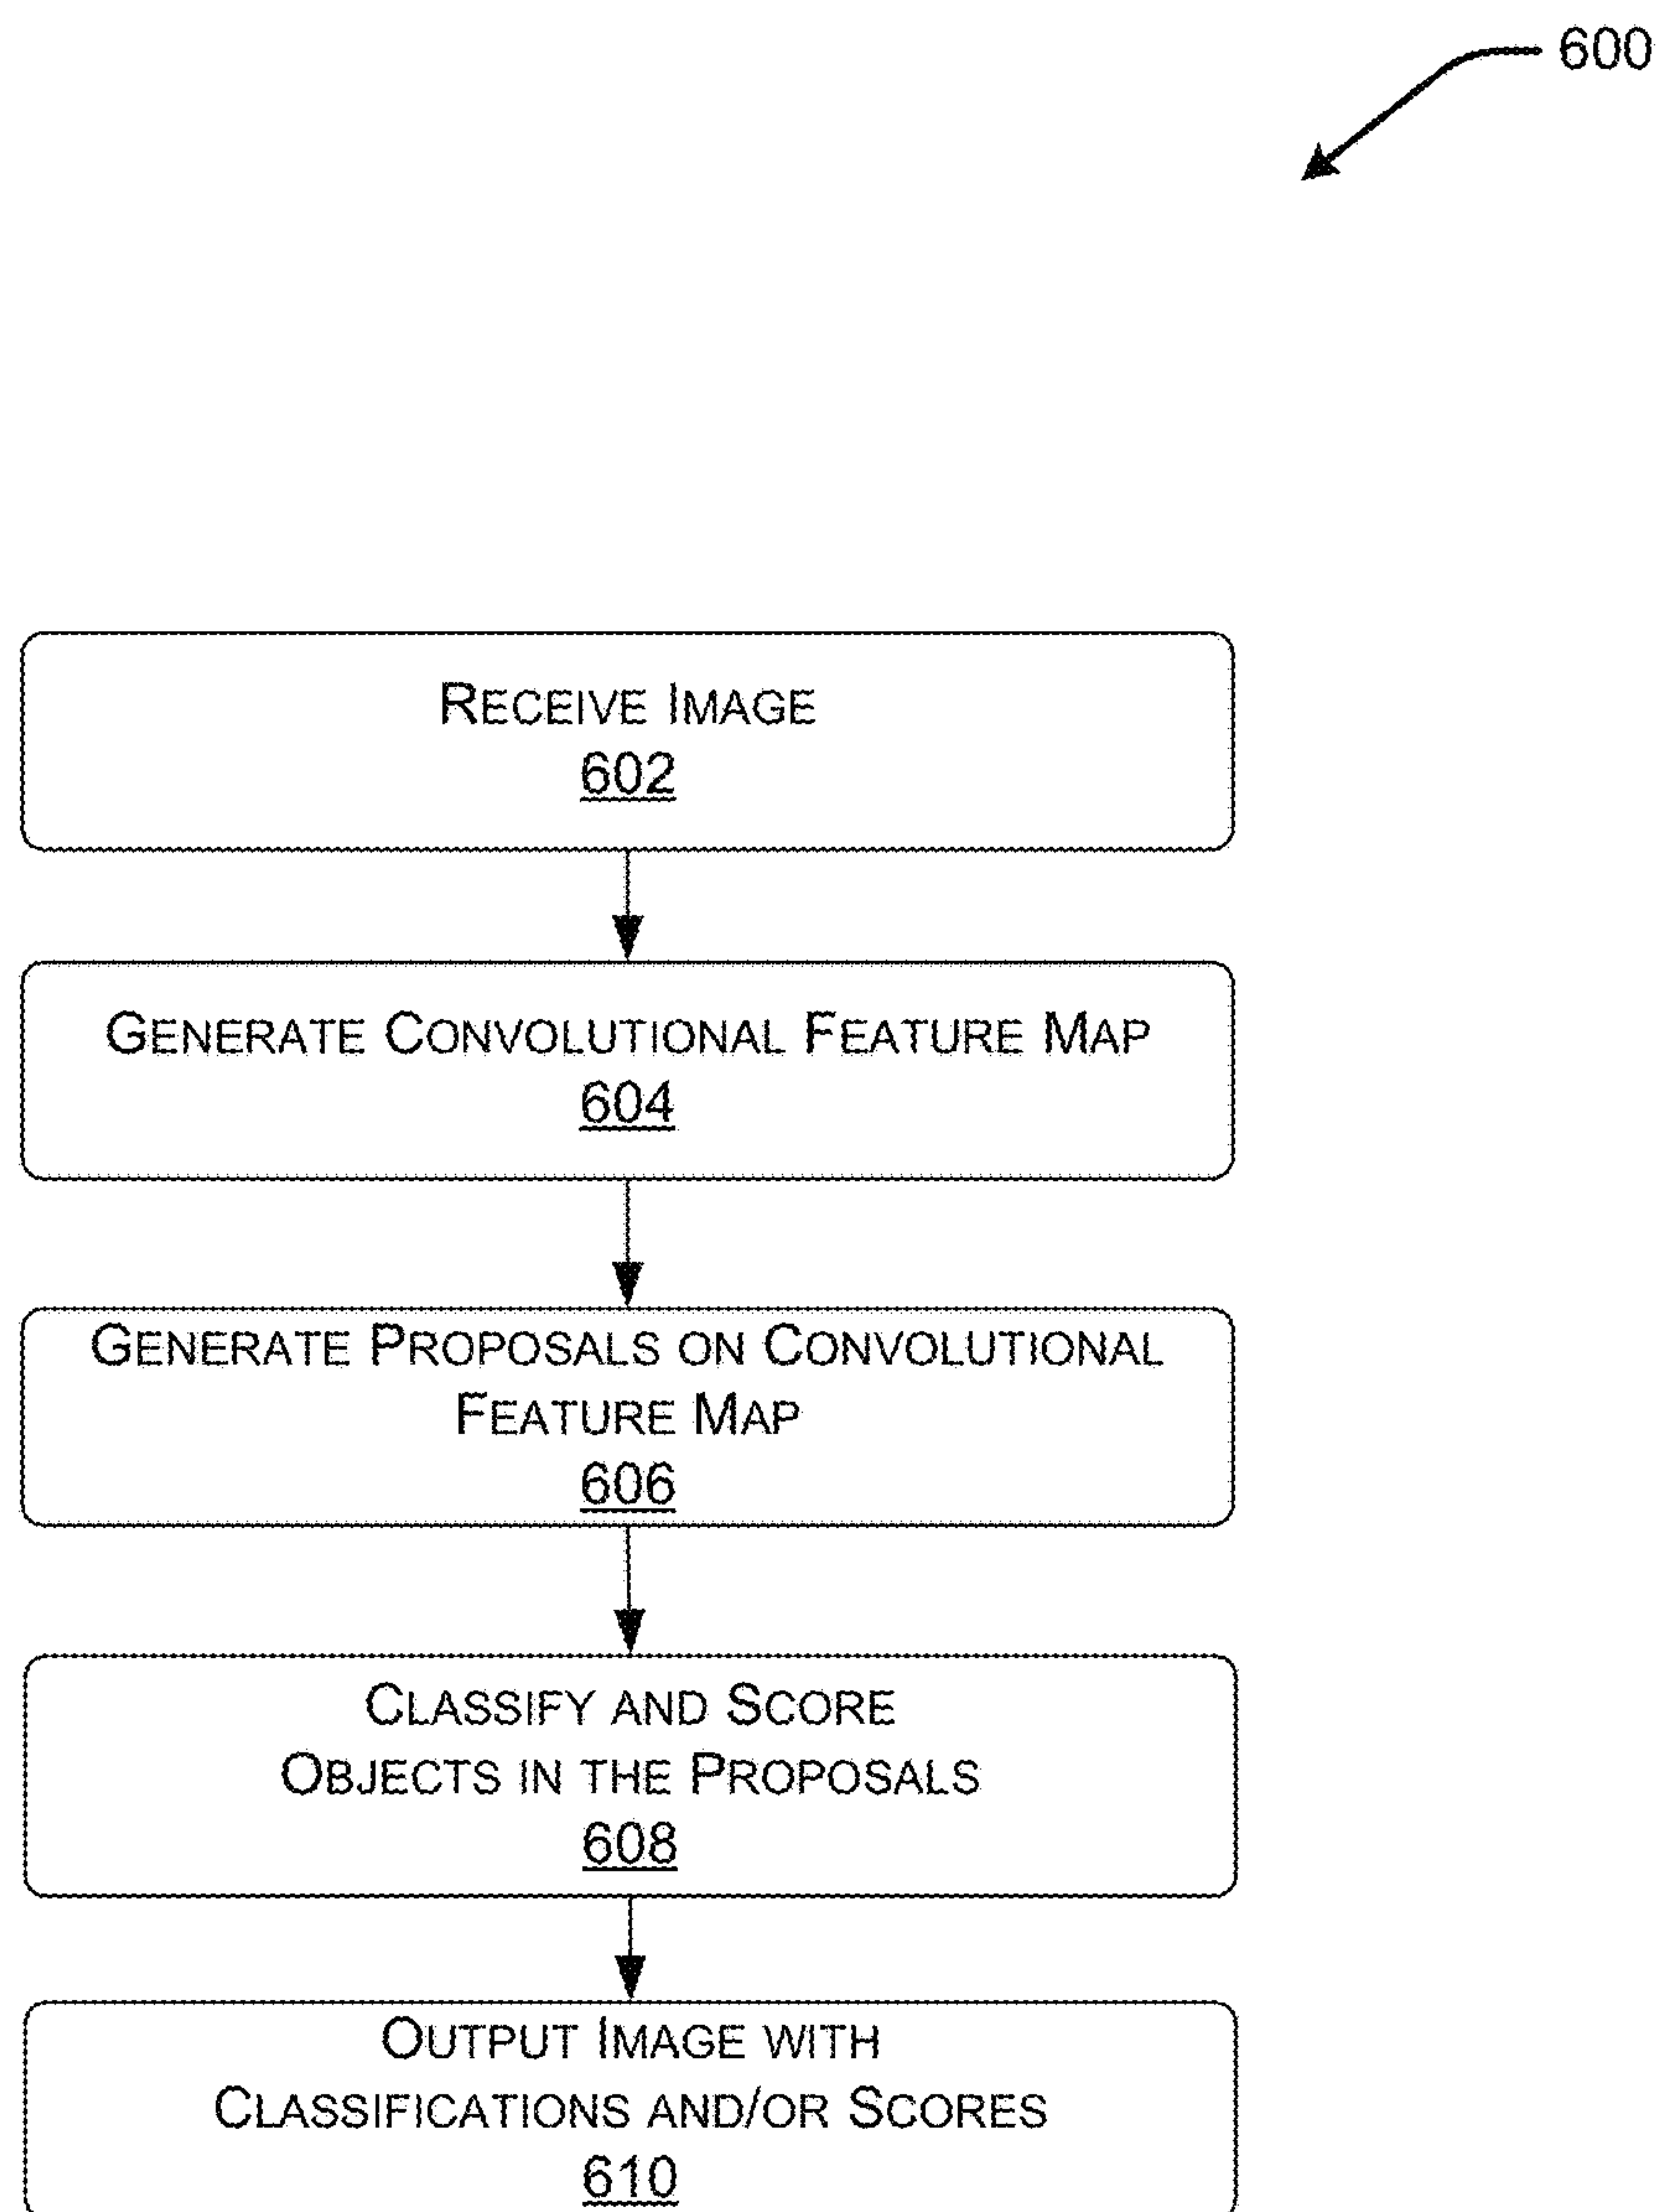 600
RECEIVE IMAGE
602
GENERATE CONVOLUTIONAL FEATURE MAP
604
GENERATE PROPOSALS ON CONVOLUTIONAL
FEATURE MAP
606
CLASSIFY AND SCORE
OBJECTS IN THE PROPOSALS
608
OUTPUT IMAGE WITH
CLASSIFICATIONS AND/OR SCORES
610